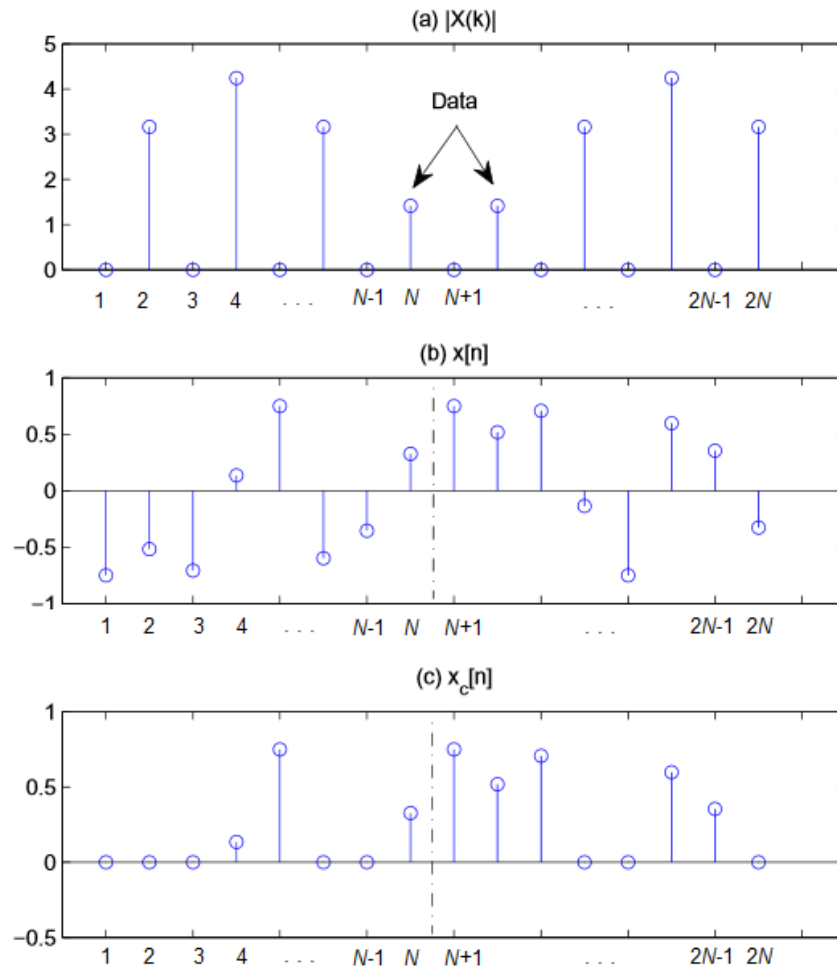 (a) |X(k)|
5
4
3
2
1
0
Data
1 2 3 4 . . . N-1 N N+1 . . . 2N-1 2N
(b) x[n]
1
0.5
0
−0.5
−1
1 2 3 4 . . . N-1 N N+1 . . . 2N-1 2N
(c) x_c[n]
1
0.5
0
−0.5
1 2 3 4 . . . N-1 N N+1 . . . 2N-1 2N